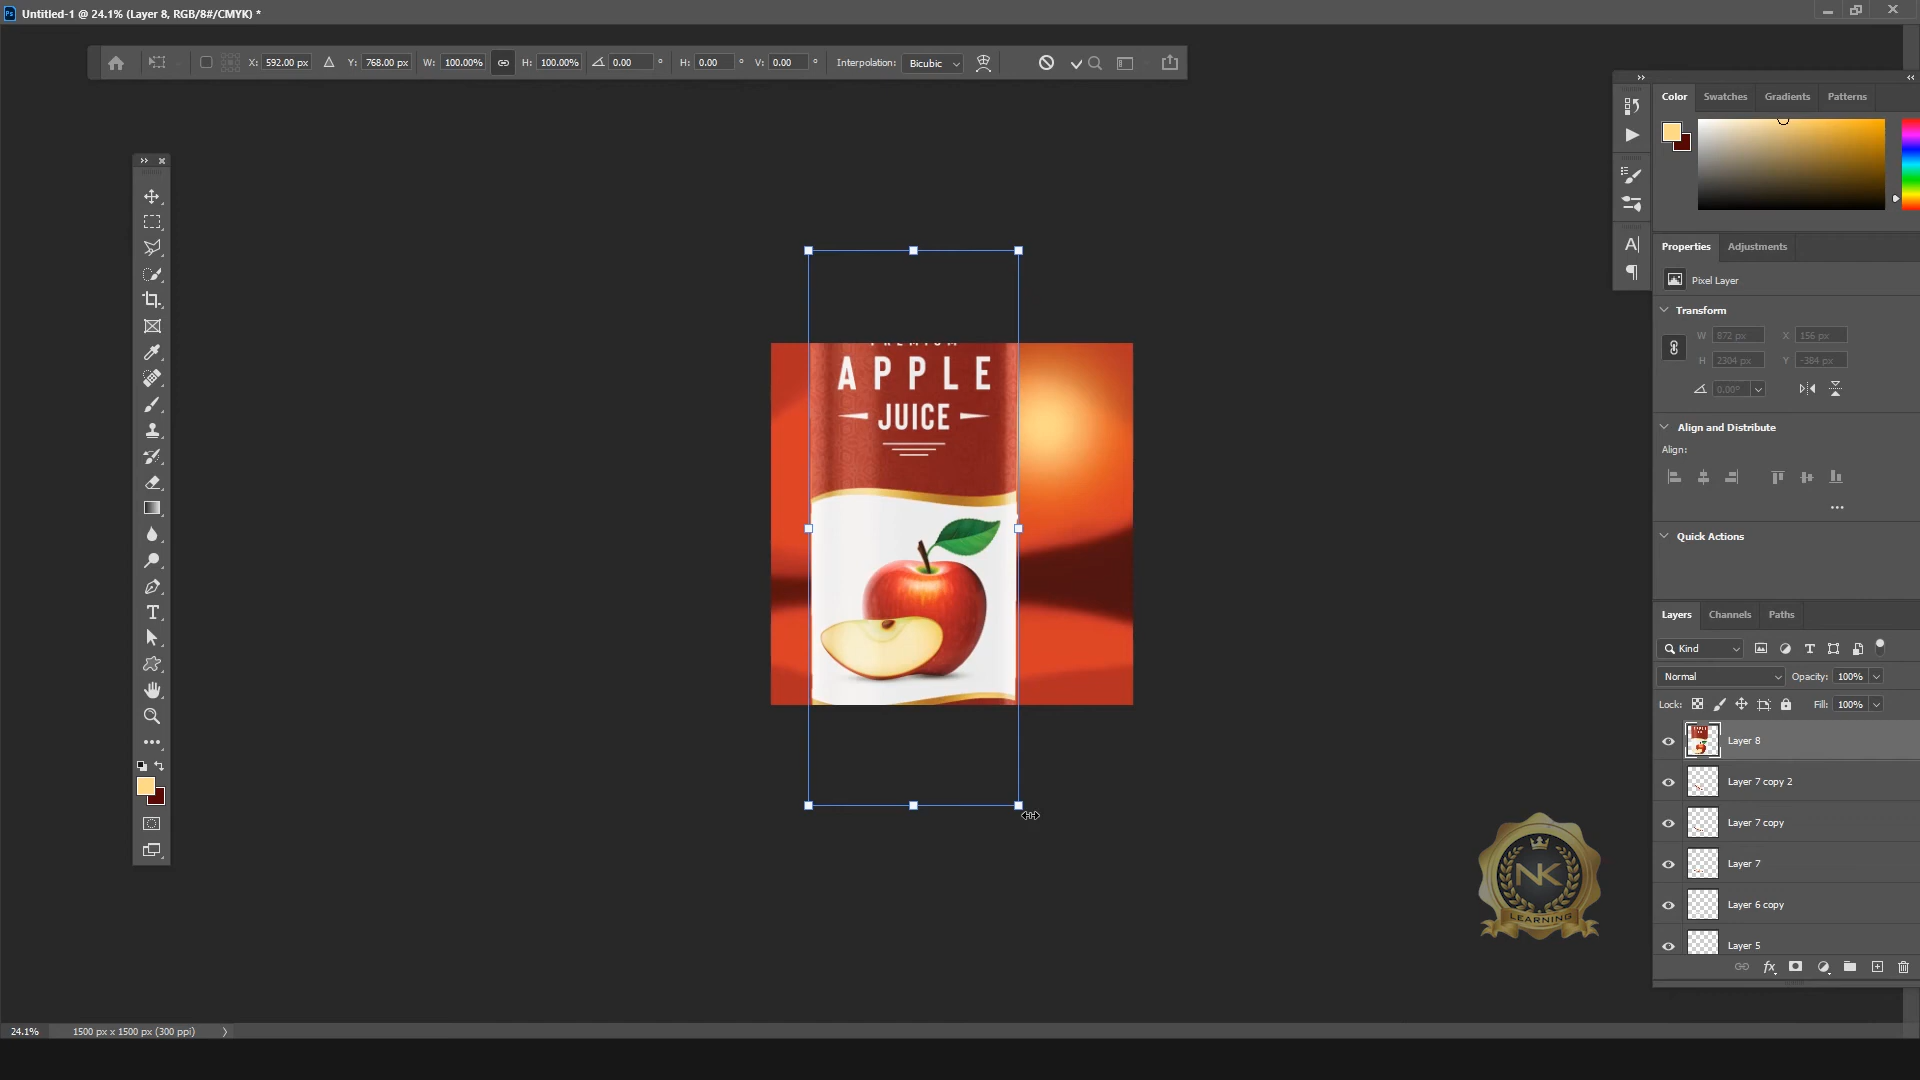 Untitled-1 @ 24.1% (Layer 8, RGB/8#/CMYK) *
X: 592.00 px Y: 768.00 px W: 100.00% H: 100.00% 0.00 ° H: 0.00 ° V: 0.00 ° Interpolation: Bicubic
Color Swatches Gradients Patterns
Properties Adjustments
Pixel Layer
Transform
W 872 px X 156 px
H 2304 px Y -384 px
0.00°
Align and Distribute
Align:
Quick Actions
PREMIUM
APPLE
JUICE
Layers Channels Paths
Kind
Normal Opacity: 100%
Lock: Fill: 100%
Layer 8
Layer 7 copy 2
Layer 7 copy
Layer 7
Layer 6 copy
Layer 5
NK
LEARNING
24.1% 1500 px x 1500 px (300 ppi)